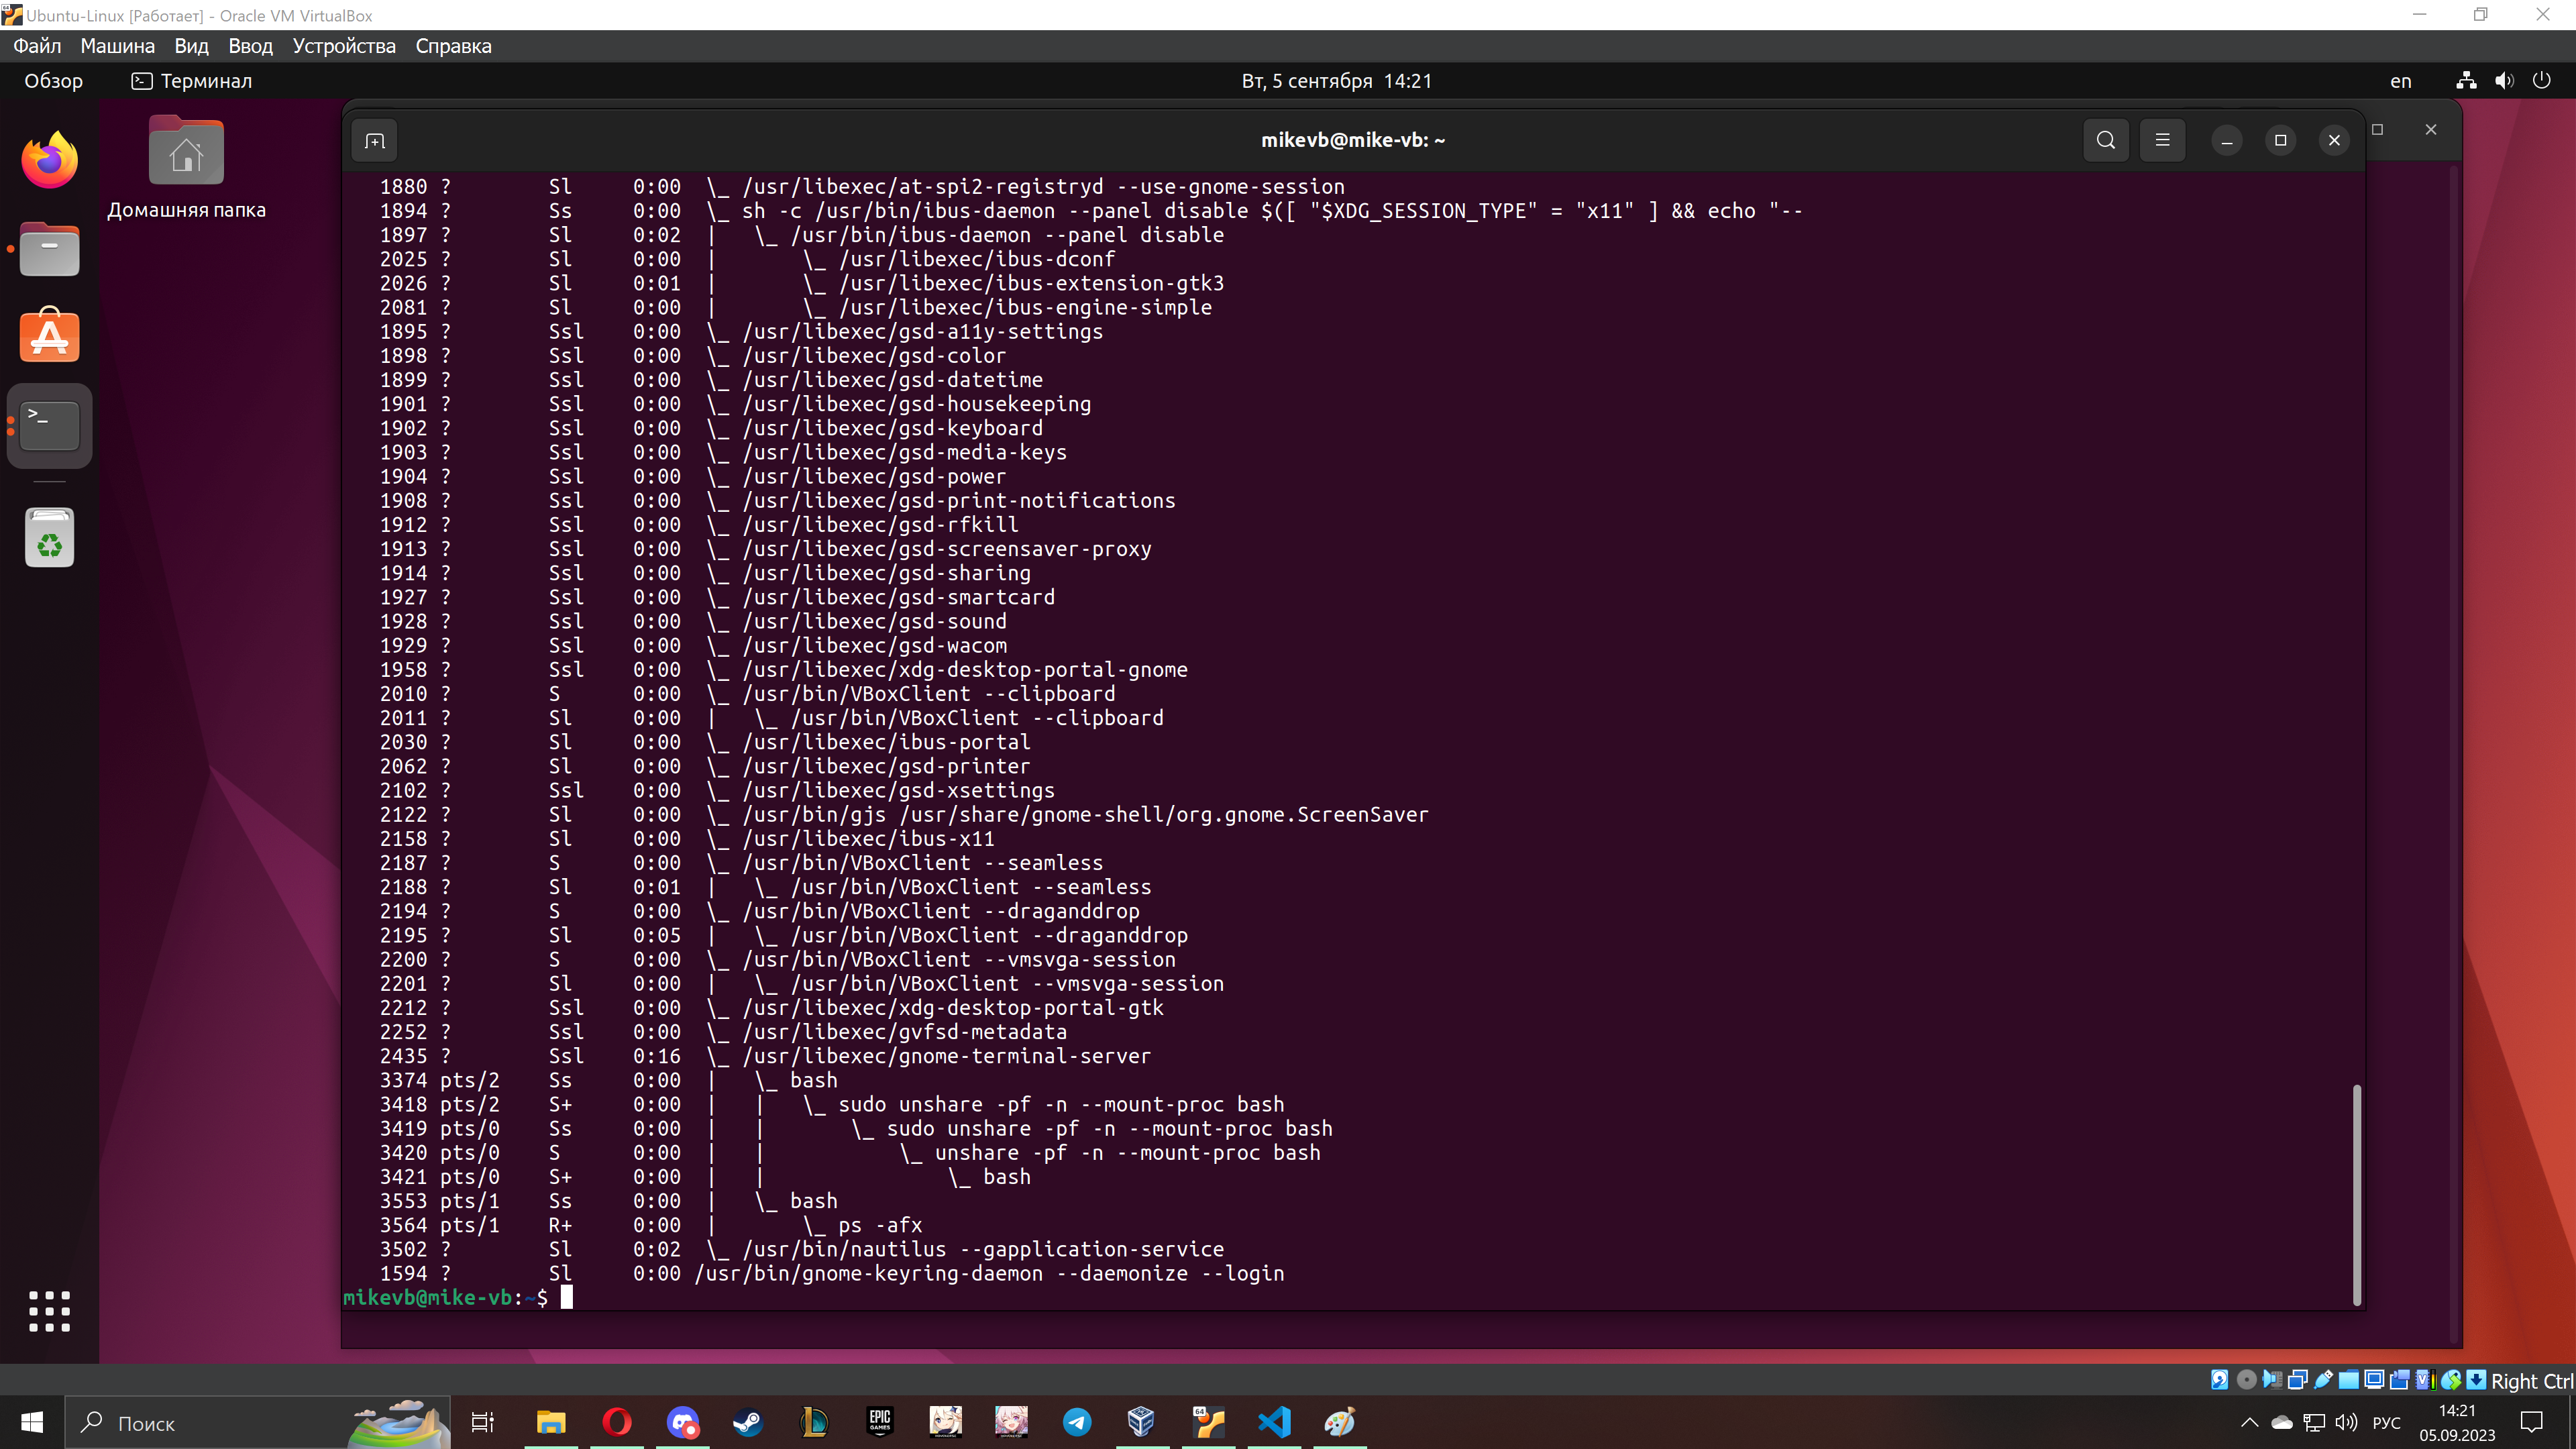 Ubuntu-Linux [Работает] - Oracle VM VirtualBox
Файл Машина Вид Ввод Устройства Справка
Обзор Терминал Вт, 5 сентября 14:21 en
Домашняя папка
mikevb@mike-vb: ~
1880 ? Sl 0:00 \_ /usr/libexec/at-spi2-registryd --use-gnome-session
1894 ? Ss 0:00 \_ sh -c /usr/bin/ibus-daemon --panel disable $([ "$XDG_SESSION_TYPE" = "x11" ] && echo "--
1897 ? Sl 0:02 | \_ /usr/bin/ibus-daemon --panel disable
2025 ? Sl 0:00 | \_ /usr/libexec/ibus-dconf
2026 ? Sl 0:01 | \_ /usr/libexec/ibus-extension-gtk3
2081 ? Sl 0:00 | \_ /usr/libexec/ibus-engine-simple
1895 ? Ssl 0:00 \_ /usr/libexec/gsd-a11y-settings
1898 ? Ssl 0:00 \_ /usr/libexec/gsd-color
1899 ? Ssl 0:00 \_ /usr/libexec/gsd-datetime
1901 ? Ssl 0:00 \_ /usr/libexec/gsd-housekeeping
1902 ? Ssl 0:00 \_ /usr/libexec/gsd-keyboard
1903 ? Ssl 0:00 \_ /usr/libexec/gsd-media-keys
1904 ? Ssl 0:00 \_ /usr/libexec/gsd-power
1908 ? Ssl 0:00 \_ /usr/libexec/gsd-print-notifications
1912 ? Ssl 0:00 \_ /usr/libexec/gsd-rfkill
1913 ? Ssl 0:00 \_ /usr/libexec/gsd-screensaver-proxy
1914 ? Ssl 0:00 \_ /usr/libexec/gsd-sharing
1927 ? Ssl 0:00 \_ /usr/libexec/gsd-smartcard
1928 ? Ssl 0:00 \_ /usr/libexec/gsd-sound
1929 ? Ssl 0:00 \_ /usr/libexec/gsd-wacom
1958 ? Ssl 0:00 \_ /usr/libexec/xdg-desktop-portal-gnome
2010 ? S 0:00 \_ /usr/bin/VBoxClient --clipboard
2011 ? Sl 0:00 | \_ /usr/bin/VBoxClient --clipboard
2030 ? Sl 0:00 \_ /usr/libexec/ibus-portal
2062 ? Sl 0:00 \_ /usr/libexec/gsd-printer
2102 ? Ssl 0:00 \_ /usr/libexec/gsd-xsettings
2122 ? Sl 0:00 \_ /usr/bin/gjs /usr/share/gnome-shell/org.gnome.ScreenSaver
2158 ? Sl 0:00 \_ /usr/libexec/ibus-x11
2187 ? S 0:00 \_ /usr/bin/VBoxClient --seamless
2188 ? Sl 0:01 | \_ /usr/bin/VBoxClient --seamless
2194 ? S 0:00 \_ /usr/bin/VBoxClient --draganddrop
2195 ? Sl 0:05 | \_ /usr/bin/VBoxClient --draganddrop
2200 ? S 0:00 \_ /usr/bin/VBoxClient --vmsvga-session
2201 ? Sl 0:00 | \_ /usr/bin/VBoxClient --vmsvga-session
2212 ? Ssl 0:00 \_ /usr/libexec/xdg-desktop-portal-gtk
2252 ? Ssl 0:00 \_ /usr/libexec/gvfsd-metadata
2435 ? Ssl 0:16 \_ /usr/libexec/gnome-terminal-server
3374 pts/2 Ss 0:00 | \_ bash
3418 pts/2 S+ 0:00 | | \_ sudo unshare -pf -n --mount-proc bash
3419 pts/0 Ss 0:00 | | \_ sudo unshare -pf -n --mount-proc bash
3420 pts/0 S 0:00 | | \_ unshare -pf -n --mount-proc bash
3421 pts/0 S+ 0:00 | | \_ bash
3553 pts/1 Ss 0:00 | \_ bash
3564 pts/1 R+ 0:00 | \_ ps -afx
3502 ? Sl 0:02 \_ /usr/bin/nautilus --gapplication-service
1594 ? Sl 0:00 /usr/bin/gnome-keyring-daemon --daemonize --login
mikevb@mike-vb:~$
Right Ctrl
Поиск
EPIC GAMES
64
РУС
14:21
05.09.2023